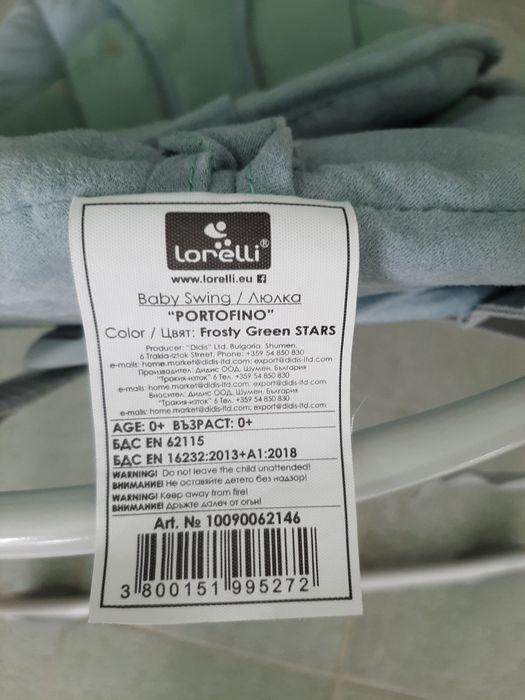 lorelli®
www.lorelli.eu
Baby Swing / Люлка
"PORTOFINO"
Color / Цвят: Frosty Green STARS
Producer: "Didis" Ltd. Bulgaria, Shumen,
6 Trakia-iztok Street, Phone: +359 54 850 830
e-mails: home.market@didis-ltd.com; export@didis-ltd.com
Производител: Дидис ООД, Шумен, България
"Тракия-изток" 6 Тел. +359 54 850 830
e-mails: home.market@didis-ltd.com; export@didis-ltd.com
Вносител: Дидис ООД, Шумен, България
"Тракия-изток" 6 Тел. +359 54 850 830
e-mails: home.market@didis-ltd.com; export@didis-ltd.com
AGE: 0+ ВЪЗРАСТ: 0+
БДС EN 62115
БДС EN 16232:2013+A1:2018
WARNING! Do not leave the child unattended!
ВНИМАНИЕ! Не оставяйте детето без надзор!
WARNING! Keep away from fire!
ВНИМАНИЕ! Дръжте далеч от огън!
Art. № 10090062146
3 800151 995272